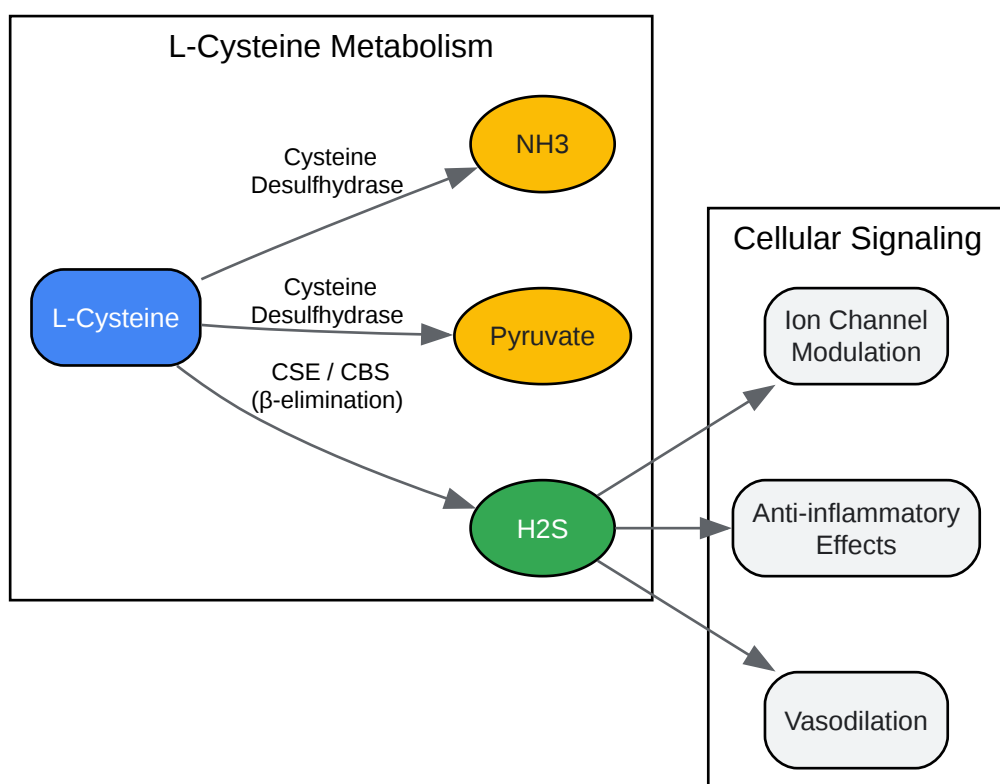 L-Cysteine Metabolism
NH3
Cysteine
Desulfhydrase
L-Cysteine
Cysteine
Desulfhydrase
Pyruvate
CSE / CBS
(β-elimination)
H2S
Cellular Signaling
Ion Channel
Modulation
Anti-inflammatory
Effects
Vasodilation